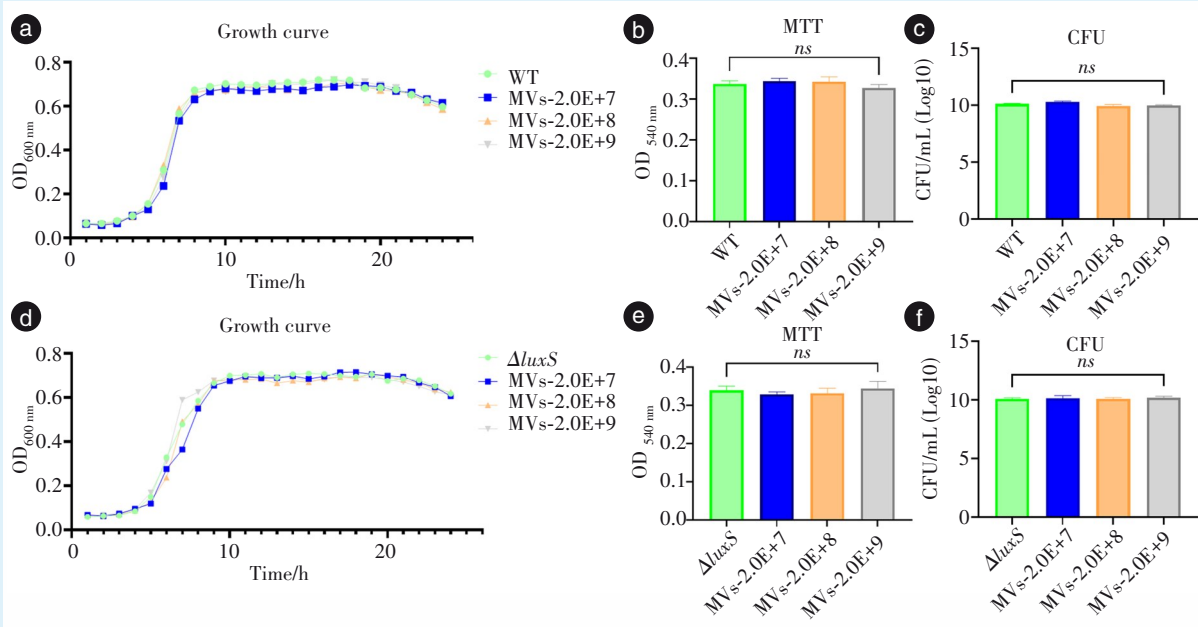 a
Growth curve
0.8
0.6
0.4
0.2
0.0
OD600 nm
0
10
20
Time/h
WT
MVs-2.0E+7
MVs-2.0E+8
MVs-2.0E+9
b
MTT
ns
0.4
0.3
0.2
0.1
0.0
OD 540 nm
WT
MVs-2.0E+7
MVs-2.0E+8
MVs-2.0E+9
c
CFU
ns
15
10
5
0
CFU/mL (Log10)
WT
MVs-2.0E+7
MVs-2.0E+8
MVs-2.0E+9
d
Growth curve
0.8
0.6
0.4
0.2
0.0
OD600 nm
0
10
20
Time/h
ΔluxS
MVs-2.0E+7
MVs-2.0E+8
MVs-2.0E+9
e
MTT
ns
0.4
0.3
0.2
0.1
0.0
OD 540 nm
ΔluxS
MVs-2.0E+7
MVs-2.0E+8
MVs-2.0E+9
f
CFU
ns
15
10
5
0
CFU/mL (Log10)
ΔluxS
MVs-2.0E+7
MVs-2.0E+8
MVs-2.0E+9